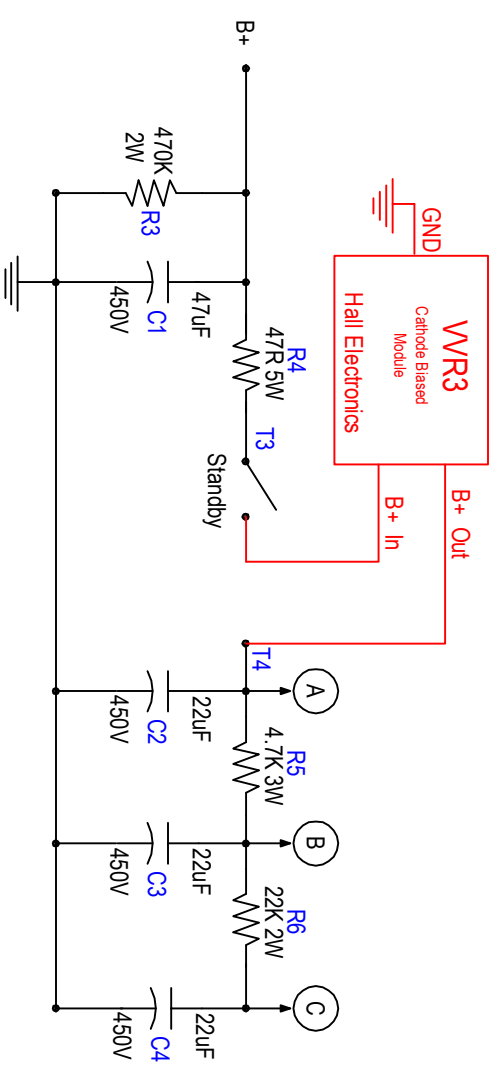 B+
470K
2W
R3
GND
VVR3
Cathode Biased
Module
Hall Electronics
47uF
C1
450V
R4
47R 5W
T3
Standby
B+ In
B+ Out
T4
A
22uF
C2
450V
R5
4.7K 3W
B
22uF
C3
450V
R6
22K 2W
C
22uF
C4
450V